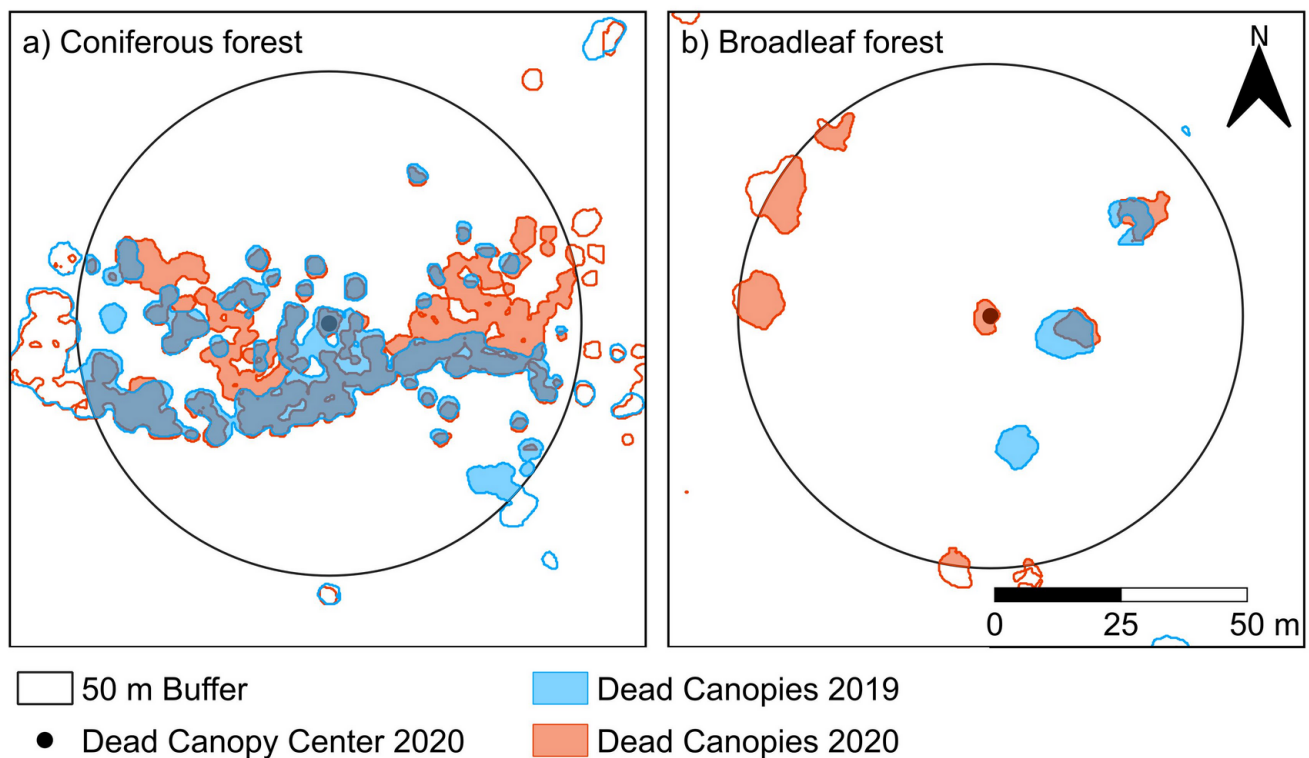 a) Coniferous forest
b) Broadleaf forest
N
0 25 50 m
50 m Buffer
Dead Canopies 2019
Dead Canopy Center 2020
Dead Canopies 2020